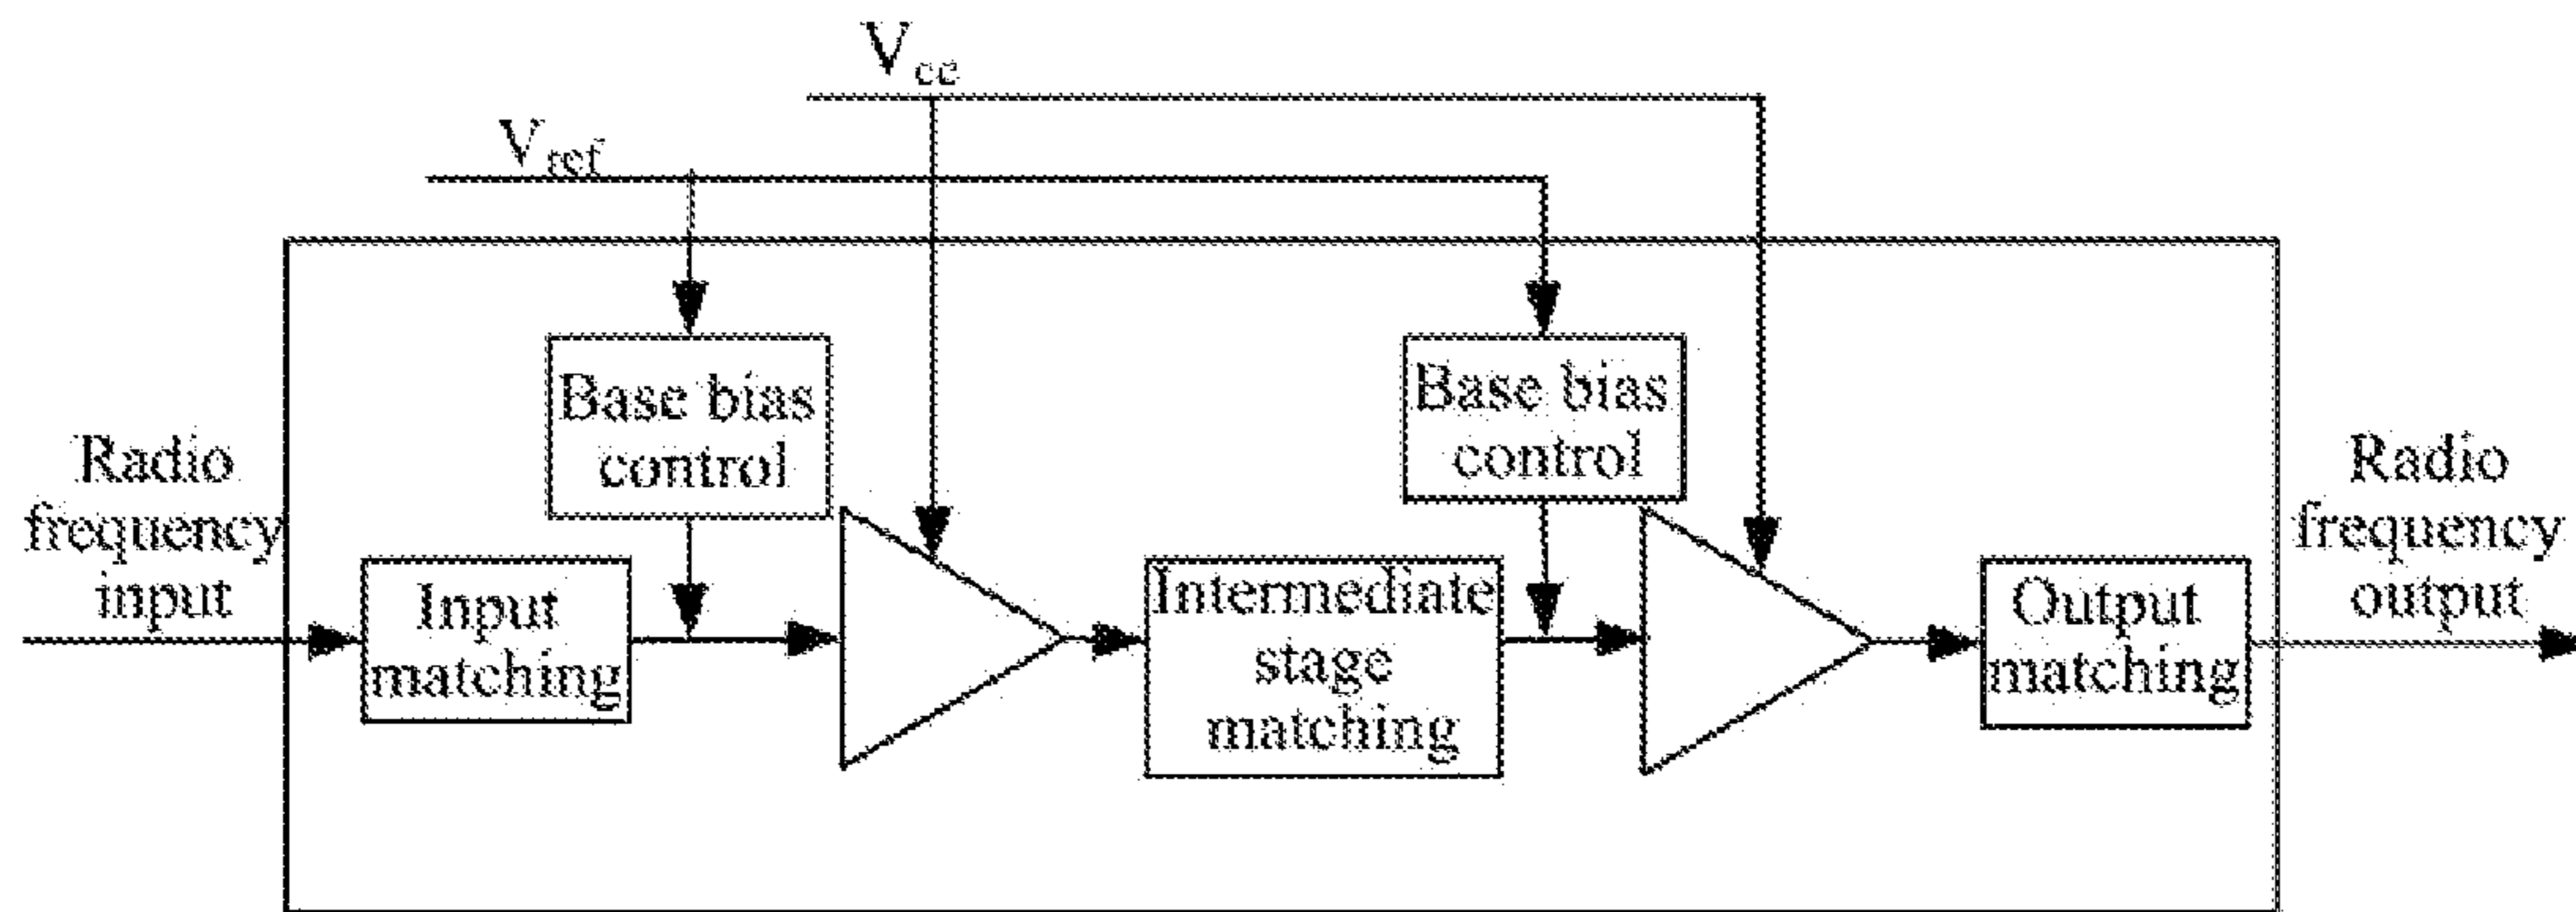 Vcc
Vref
Base bias
control
Base bias
control
Radio
frequency
input
Input
matching
Intermediate
stage
matching
Output
matching
Radio
frequency
output